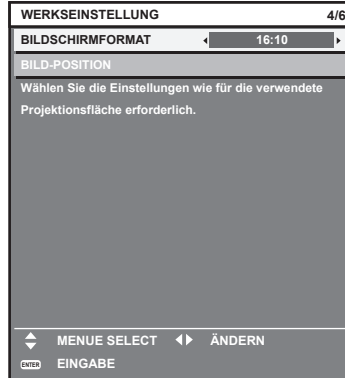 WERKSEINSTELLUNG 4/6
BILDSCHIRMFORMAT 16:10
BILD-POSITION
Wählen Sie die Einstellungen wie für die verwendete
Projektionsfläche erforderlich.
MENUE SELECT ÄNDERN
ENTER EINGABE